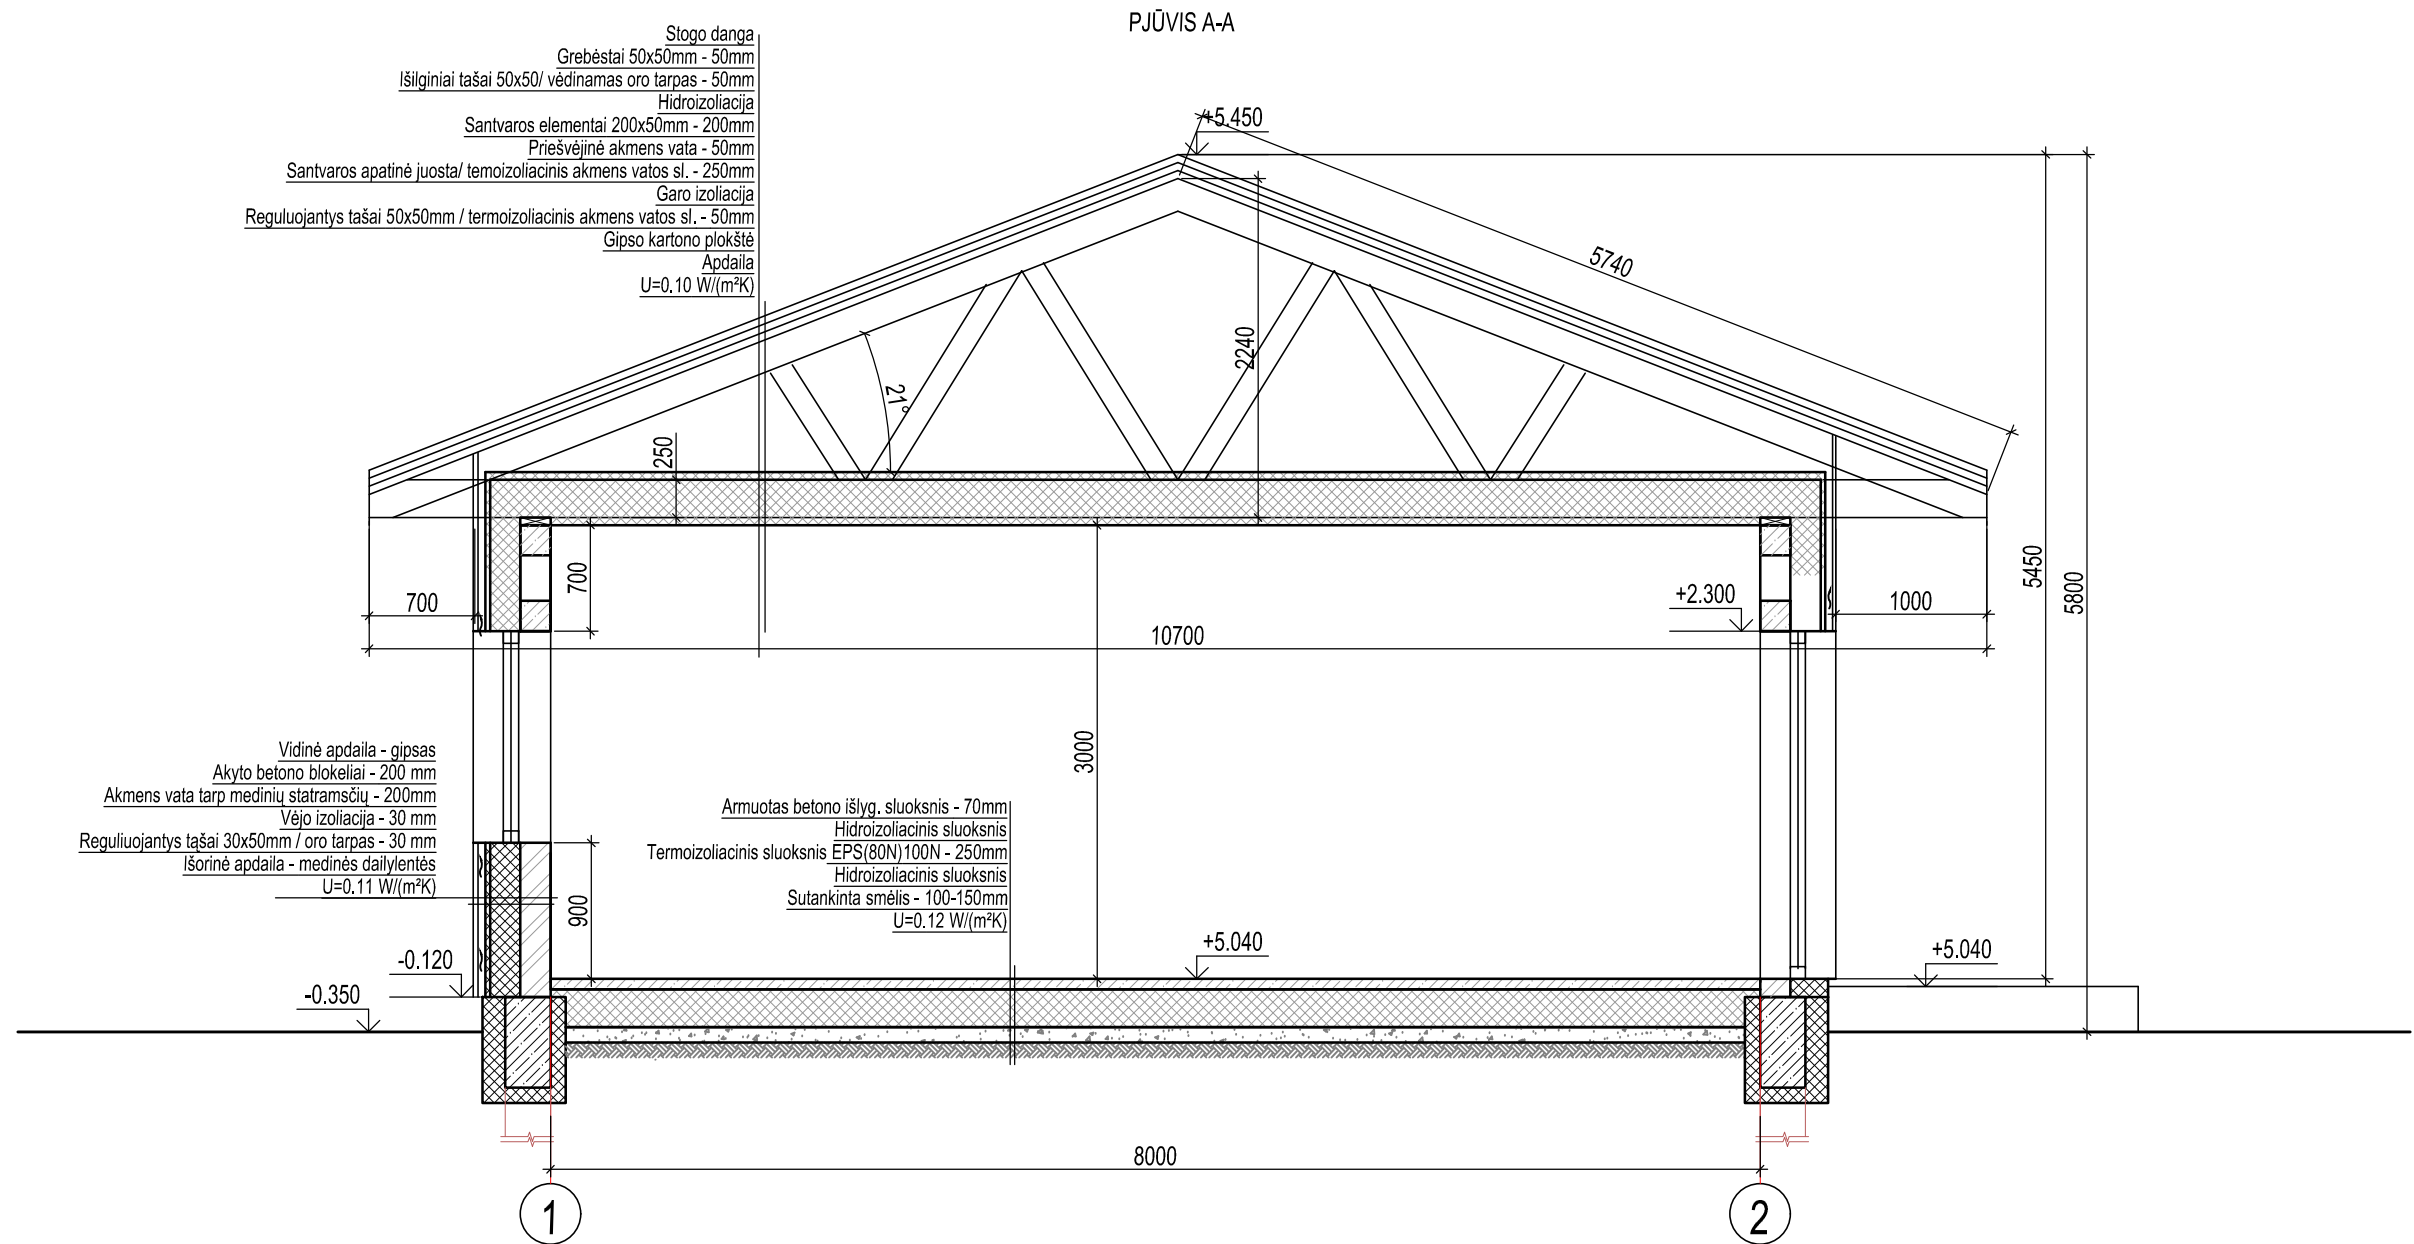 PJŪVIS A-A
Stogo danga
Grebėstai 50x50mm - 50mm
Išilginiai tašai 50x50/ vėdinamas oro tarpas - 50mm
Hidroizoliacija
Santvaros elementai 200x50mm - 200mm
Priešvėjinė akmens vata - 50mm
Santvaros apatinė juosta/ temoizoliacinis akmens vatos sl. - 250mm
Garo izoliacija
Reguluojantys tašai 50x50mm / termoizoliacinis akmens vatos sl. - 50mm
Gipso kartono plokštė
Apdaila
U=0.10 W/(m²K)
+5.450
5740
2240
21°
250
700
700
10700
+2.300
1000
5450
5800
3000
Vidinė apdaila - gipsas
Akyto betono blokeliai - 200 mm
Akmens vata tarp medinių statramsčių - 200mm
Vėjo izoliacija - 30 mm
Reguliuojantys tąšai 30x50mm / oro tarpas - 30 mm
Išorinė apdaila - medinės dailylentės
U=0.11 W/(m²K)
Armuotas betono išlyg. sluoksnis - 70mm
Hidroizoliacinis sluoksnis
Termoizoliacinis sluoksnis EPS(80N)100N - 250mm
Hidroizoliacinis sluoksnis
Sutankinta smėlis - 100-150mm
U=0.12 W/(m²K)
900
-0.120
-0.350
+5.040
+5.040
8000
1
2